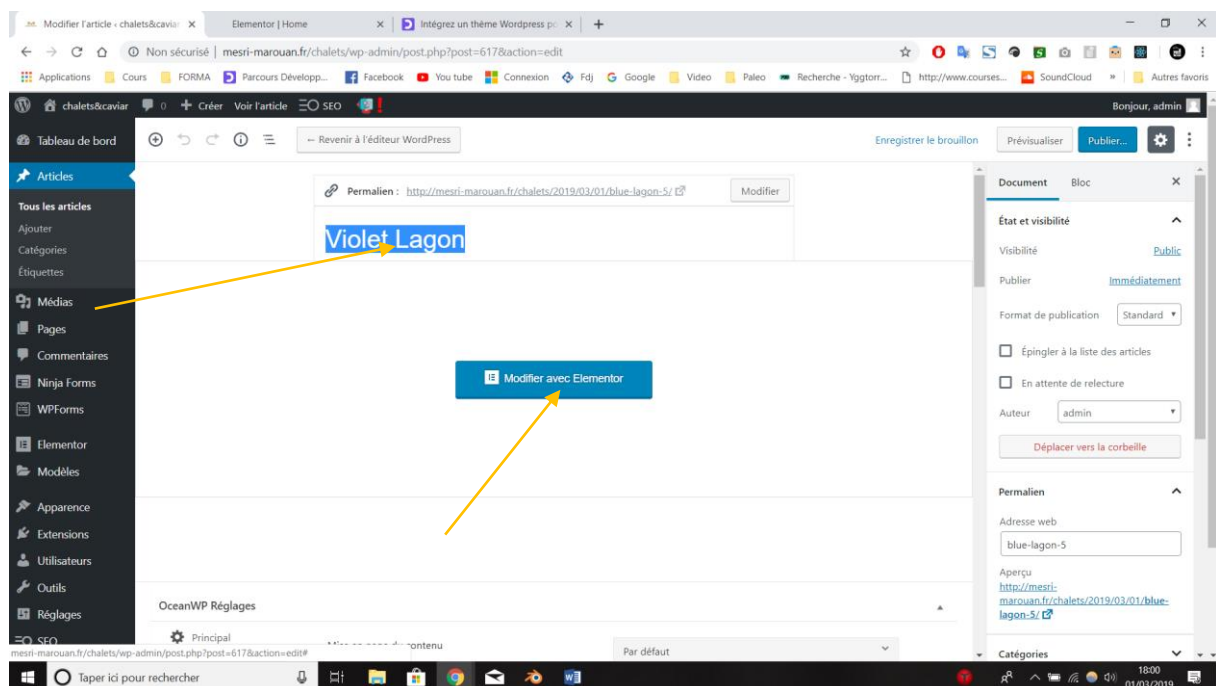 Modifier l'article ‹ chalets&caviar
Elementor | Home
Intégrez un thème Wordpress po
Non sécurisé | mesri-marouan.fr/chalets/wp-admin/post.php?post=617&action=edit
Applications Cours FORMA Parcours Dévelop... Facebook You tube Connexion Fdj Google Video Paleo Recherche - Yggtorr... http://www.courses... SoundCloud » Autres favoris
chalets&caviar 0 + Créer Voir l'article SEO Bonjour, admin
Tableau de bord
← Revenir à l'éditeur WordPress
Enregistrer le brouillon
Prévisualiser
Publier...
Articles
Tous les articles
Ajouter
Catégories
Étiquettes
Médias
Pages
Commentaires
Ninja Forms
WPForms
Elementor
Modèles
Apparence
Extensions
Utilisateurs
Outils
Réglages
SEO
Permalien : http://mesri-marouan.fr/chalets/2019/03/01/blue-lagon-5/
Modifier
Violet Lagon
Modifier avec Elementor
OceanWP Réglages
Principal
Par défaut
Document Bloc
État et visibilité
Visibilité Public
Publier Immédiatement
Format de publication Standard
Épingler à la liste des articles
En attente de relecture
Auteur admin
Déplacer vers la corbeille
Permalien
Adresse web
blue-lagon-5
Aperçu
http://mesri-
marouan.fr/chalets/2019/03/01/blue-
lagon-5/
Catégories
mesri-marouan.fr/chalets/wp-admin/post.php?post=617&action=edit#
Taper ici pour rechercher
18:00
01/03/2019